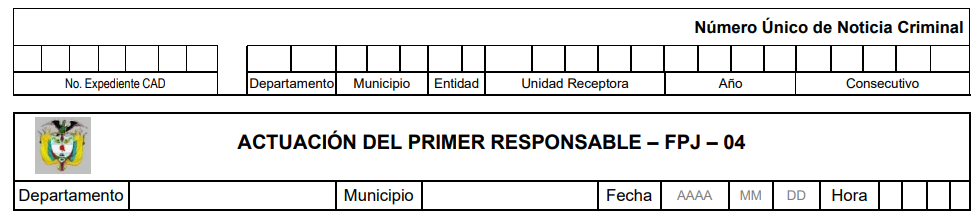 Número Único de Noticia Criminal
No. Expediente CAD Departamento Municipio Entidad Unidad Receptora Año Consecutivo
ACTUACIÓN DEL PRIMER RESPONSABLE – FPJ – 04
Departamento Municipio Fecha AAAA MM DD Hora